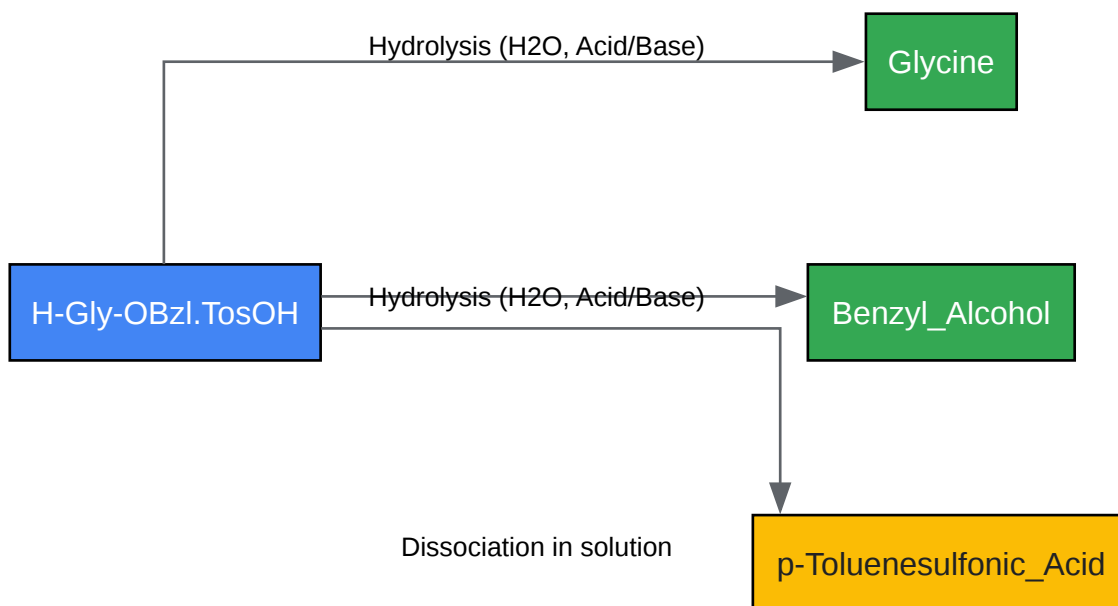 Hydrolysis (H2O, Acid/Base)
Glycine
H-Gly-OBzl.TosOH
Hydrolysis (H2O, Acid/Base)
Benzyl_Alcohol
Dissociation in solution
p-Toluenesulfonic_Acid